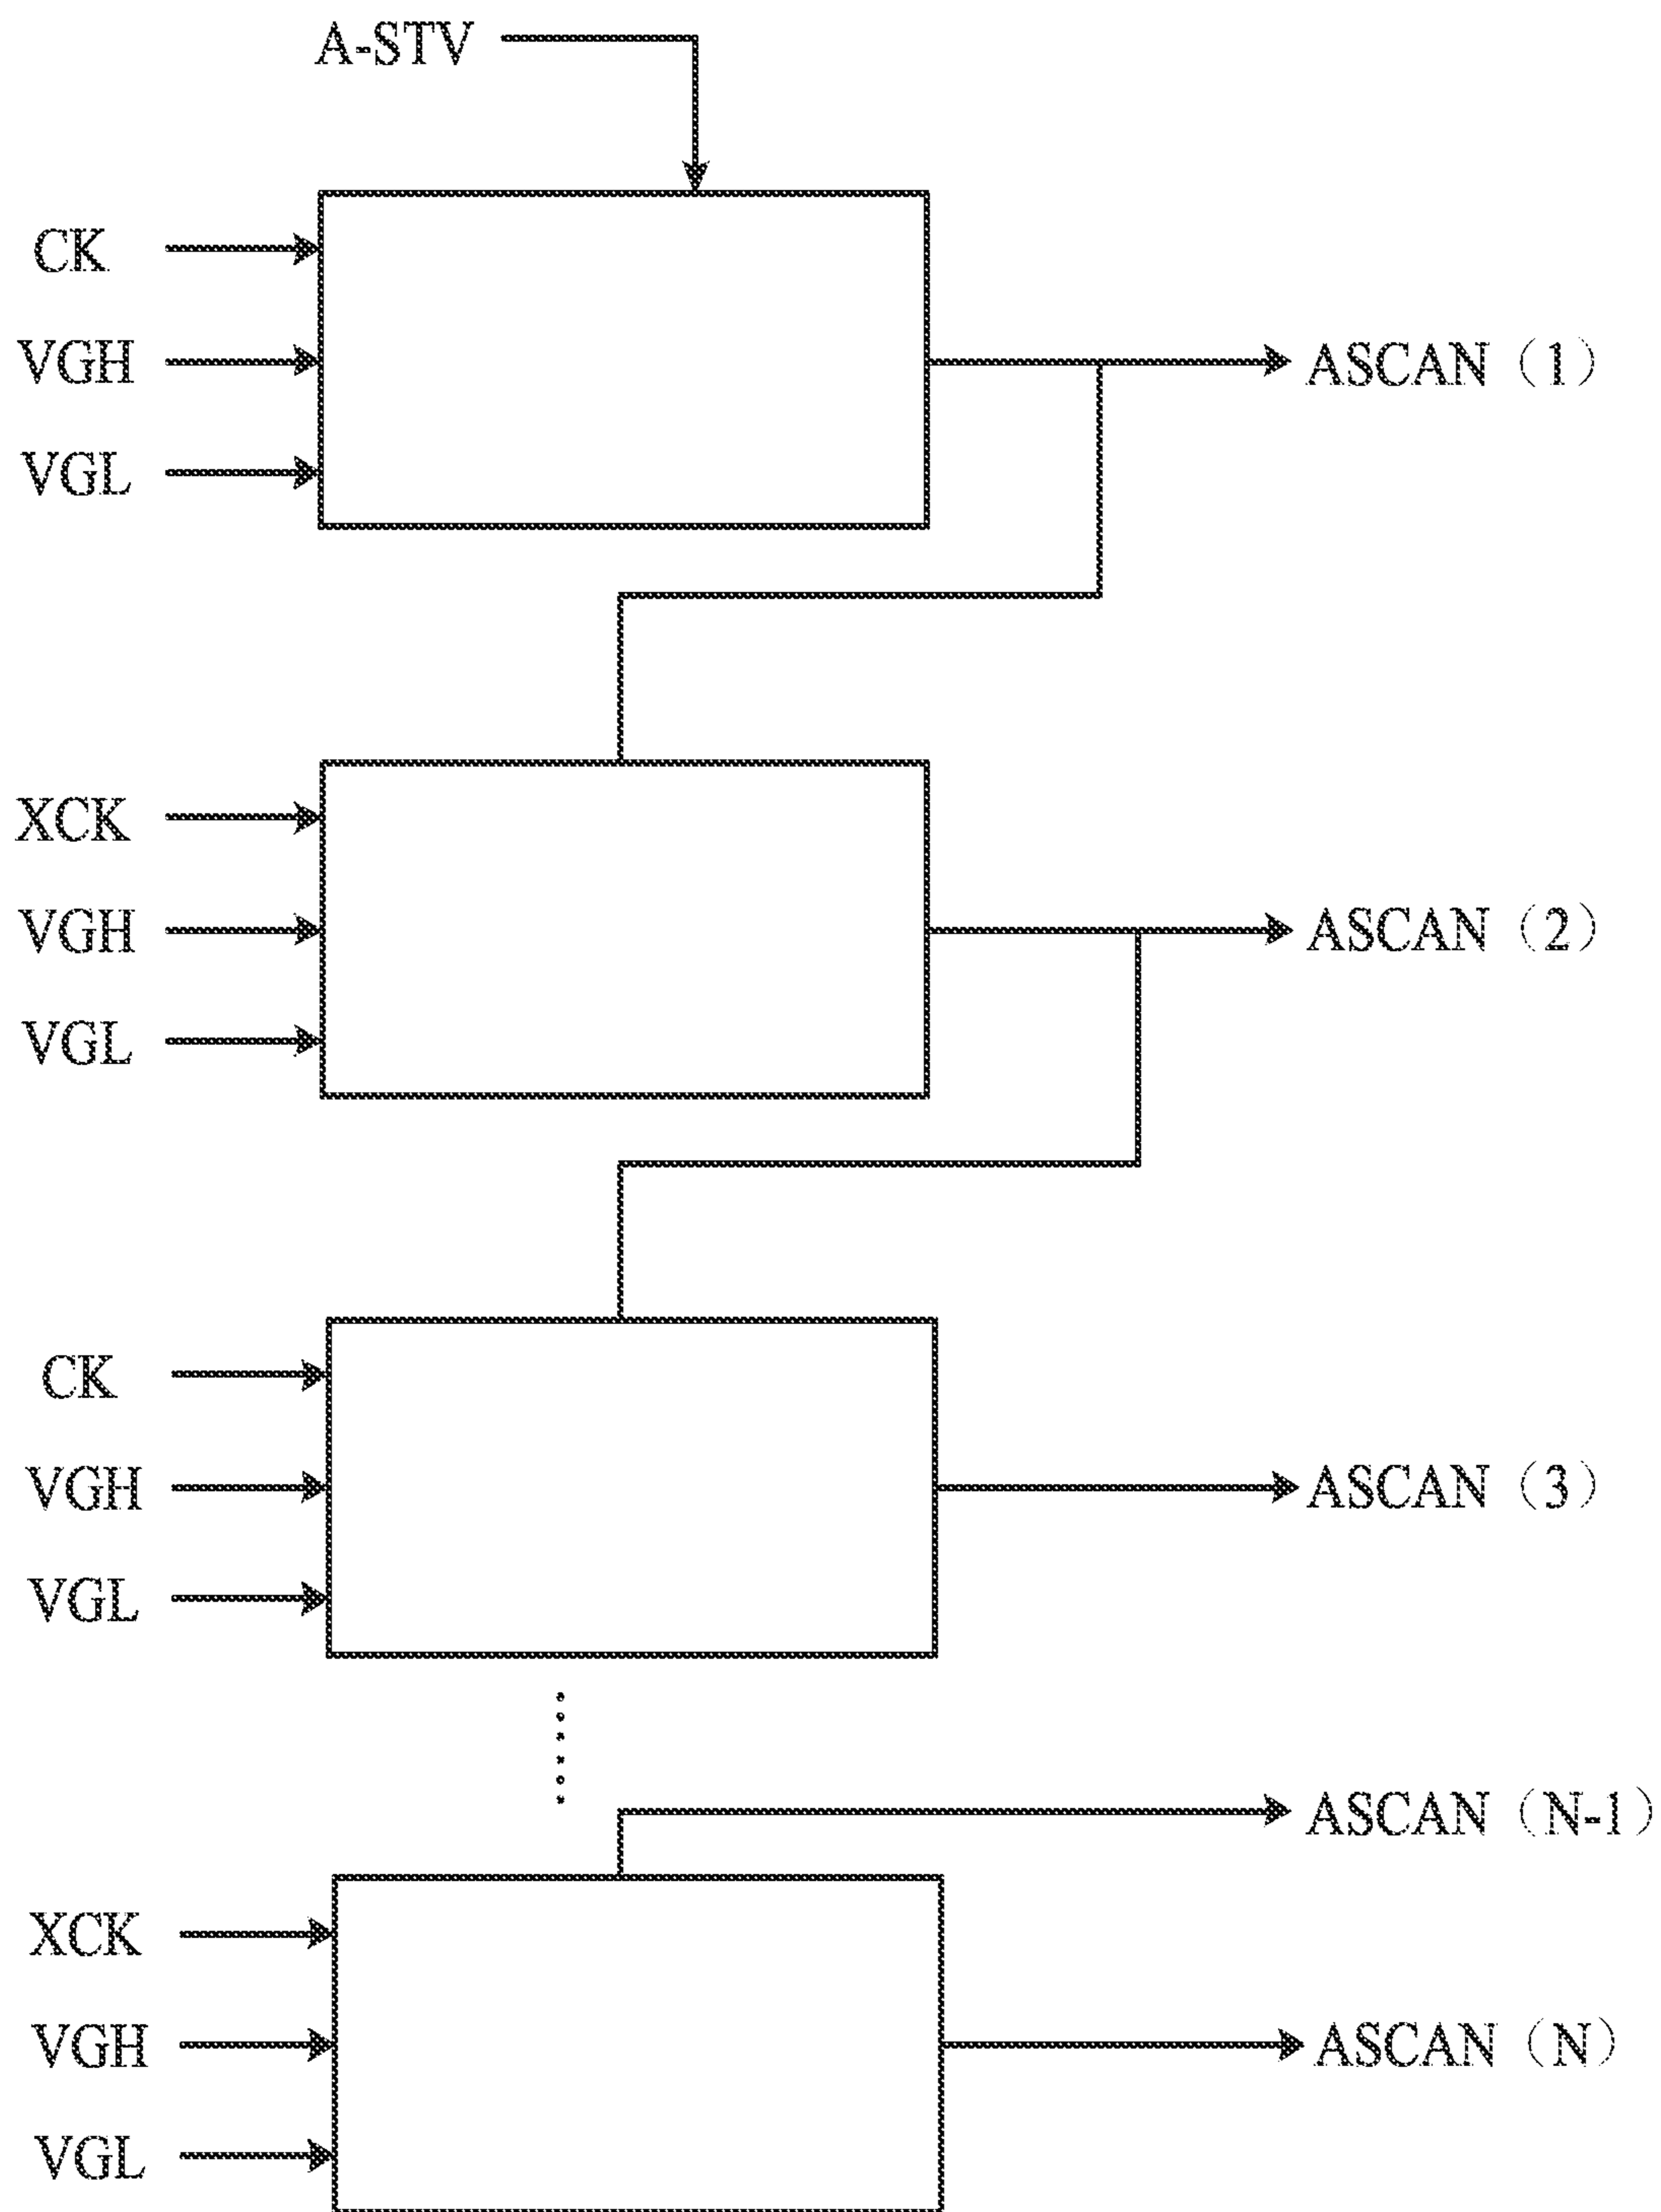 A-STV
CK
VGH
ASCAN（1）
VGL
XCK
VGH
ASCAN（2）
VGL
CK
VGH
ASCAN（3）
VGL
ASCAN（N-1）
XCK
VGH
ASCAN（N）
VGL